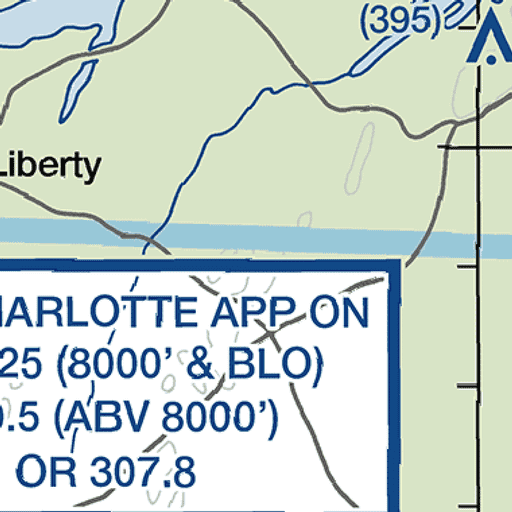 (395)
Liberty
HARLOTTE APP ON
25 (8000' & BLO)
.5 (ABV 8000')
OR 307.8